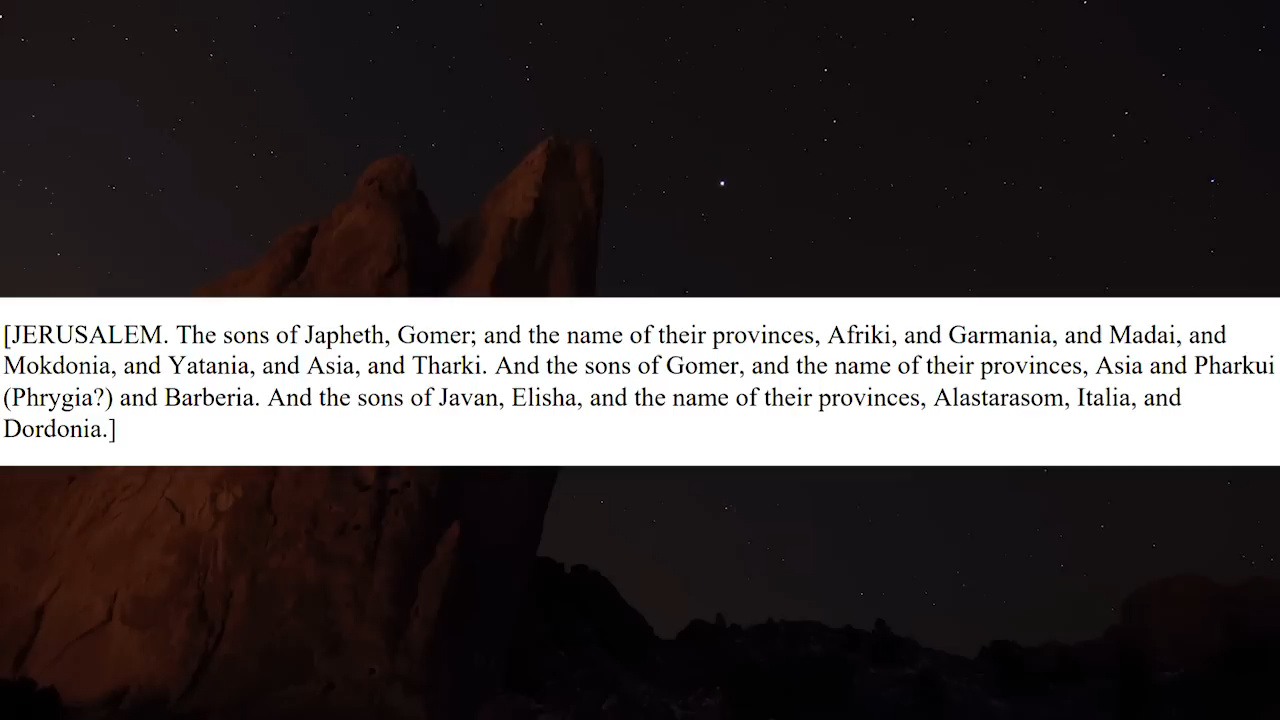 [JERUSALEM. The sons of Japheth, Gomer; and the name of their provinces, Afriki, and Garmania, and Madai, and
Mokdonia, and Yatania, and Asia, and Tharki. And the sons of Gomer, and the name of their provinces, Asia and Pharkui
(Phrygia?) and Barberia. And the sons of Javan, Elisha, and the name of their provinces, Alastarasom, Italia, and
Dordonia.]